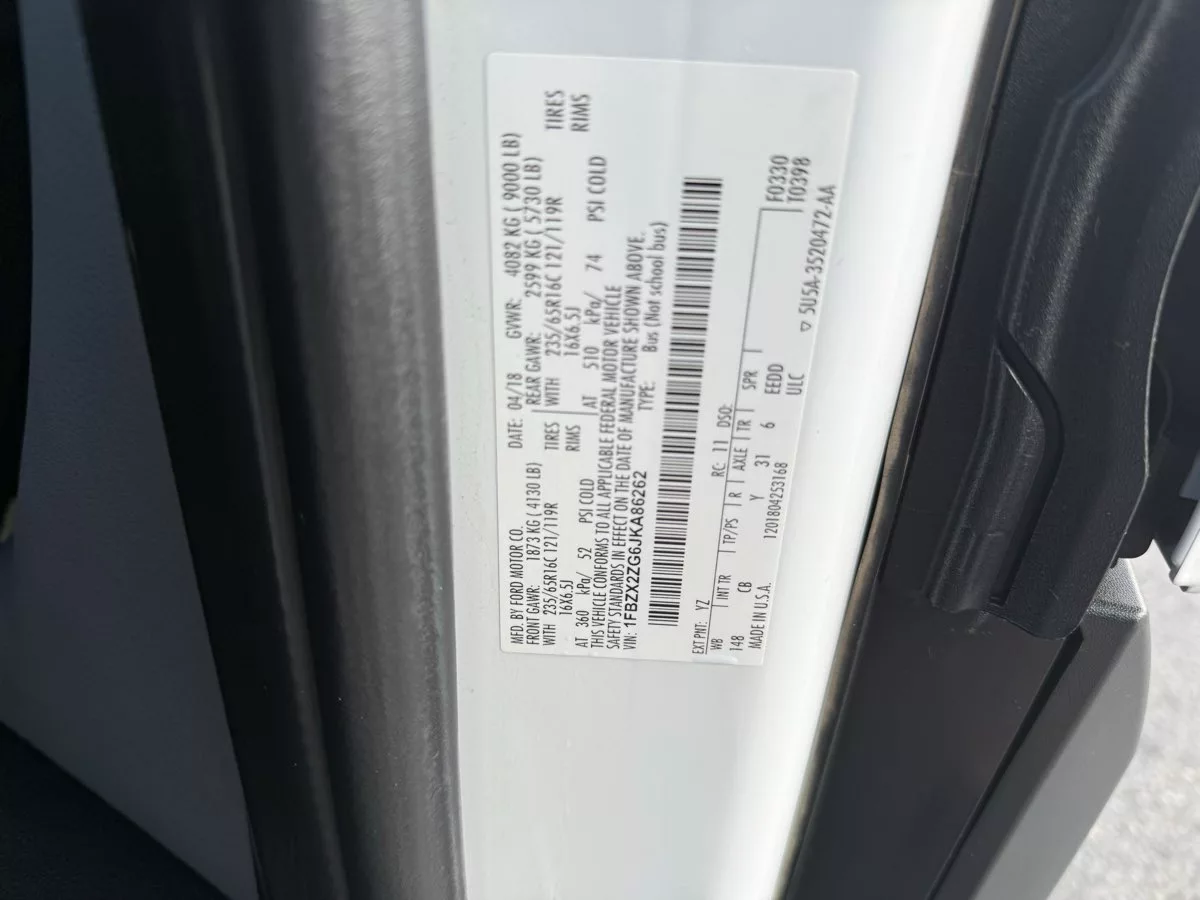 MFD. BY FORD MOTOR CO. DATE: 04/18 GVWR: 4082 KG ( 9000 LB)
FRONT GAWR: 1873 KG ( 4130 LB) REAR GAWR: 2599 KG ( 5730 LB)
WITH 235/65R16C 121/119R TIRES WITH 235/65R16C 121/119R TIRES
16X6.5J RIMS 16X6.5J RIMS
AT 360 kPa/ 52 PSI COLD AT 510 kPa/ 74 PSI COLD
THIS VEHICLE CONFORMS TO ALL APPLICABLE FEDERAL MOTOR VEHICLE
SAFETY STANDARDS IN EFFECT ON THE DATE OF MANUFACTURE SHOWN ABOVE.
VIN: 1FBZX2ZG6JKA86262 TYPE: Bus (Not school bus)
EXT PNT: YZ RC: 11 DSO:
WB INT TR TP/PS R AXLE TR SPR F0330
148 CB Y 31 6 EEDD T0398
MADE IN U.S.A. 1201804253168 ULC
▽ 5U5A-3520472-AA